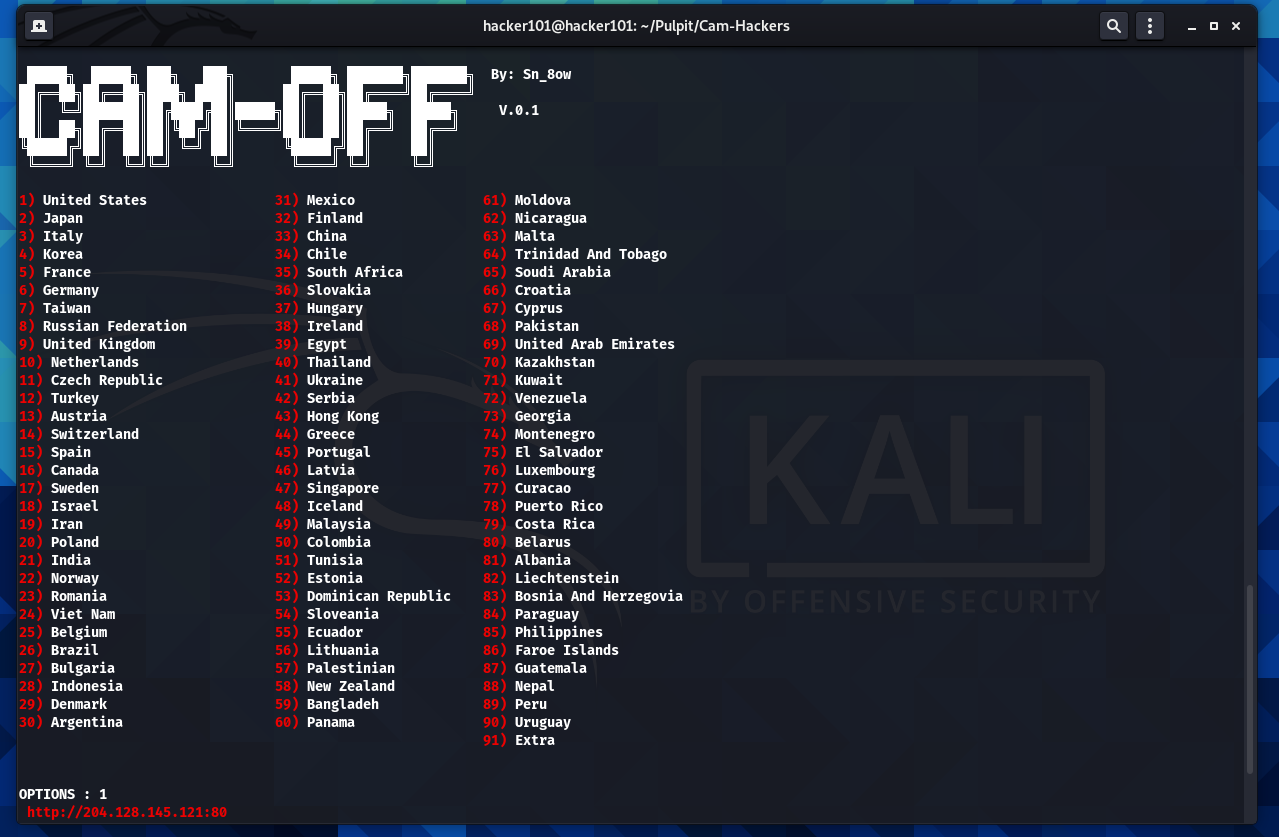 hacker101@hacker101: ~/Pulpit/Cam-Hackers
CAM-OFF
By: Sn_8ow
V.0.1
1) United States 31) Mexico 61) Moldova
2) Japan 32) Finland 62) Nicaragua
3) Italy 33) China 63) Malta
4) Korea 34) Chile 64) Trinidad And Tobago
5) France 35) South Africa 65) Soudi Arabia
6) Germany 36) Slovakia 66) Croatia
7) Taiwan 37) Hungary 67) Cyprus
8) Russian Federation 38) Ireland 68) Pakistan
9) United Kingdom 39) Egypt 69) United Arab Emirates
10) Netherlands 40) Thailand 70) Kazakhstan
11) Czech Republic 41) Ukraine 71) Kuwait
12) Turkey 42) Serbia 72) Venezuela
13) Austria 43) Hong Kong 73) Georgia
14) Switzerland 44) Greece 74) Montenegro
15) Spain 45) Portugal 75) El Salvador
16) Canada 46) Latvia 76) Luxembourg
17) Sweden 47) Singapore 77) Curacao
18) Israel 48) Iceland 78) Puerto Rico
19) Iran 49) Malaysia 79) Costa Rica
20) Poland 50) Colombia 80) Belarus
21) India 51) Tunisia 81) Albania
22) Norway 52) Estonia 82) Liechtenstein
23) Romania 53) Dominican Republic 83) Bosnia And Herzegovia
24) Viet Nam 54) Sloveania 84) Paraguay
25) Belgium 55) Ecuador 85) Philippines
26) Brazil 56) Lithuania 86) Faroe Islands
27) Bulgaria 57) Palestinian 87) Guatemala
28) Indonesia 58) New Zealand 88) Nepal
29) Denmark 59) Bangladeh 89) Peru
30) Argentina 60) Panama 90) Uruguay
91) Extra
KALI
BY OFFENSIVE SECURITY
OPTIONS : 1
http://204.128.145.121:80